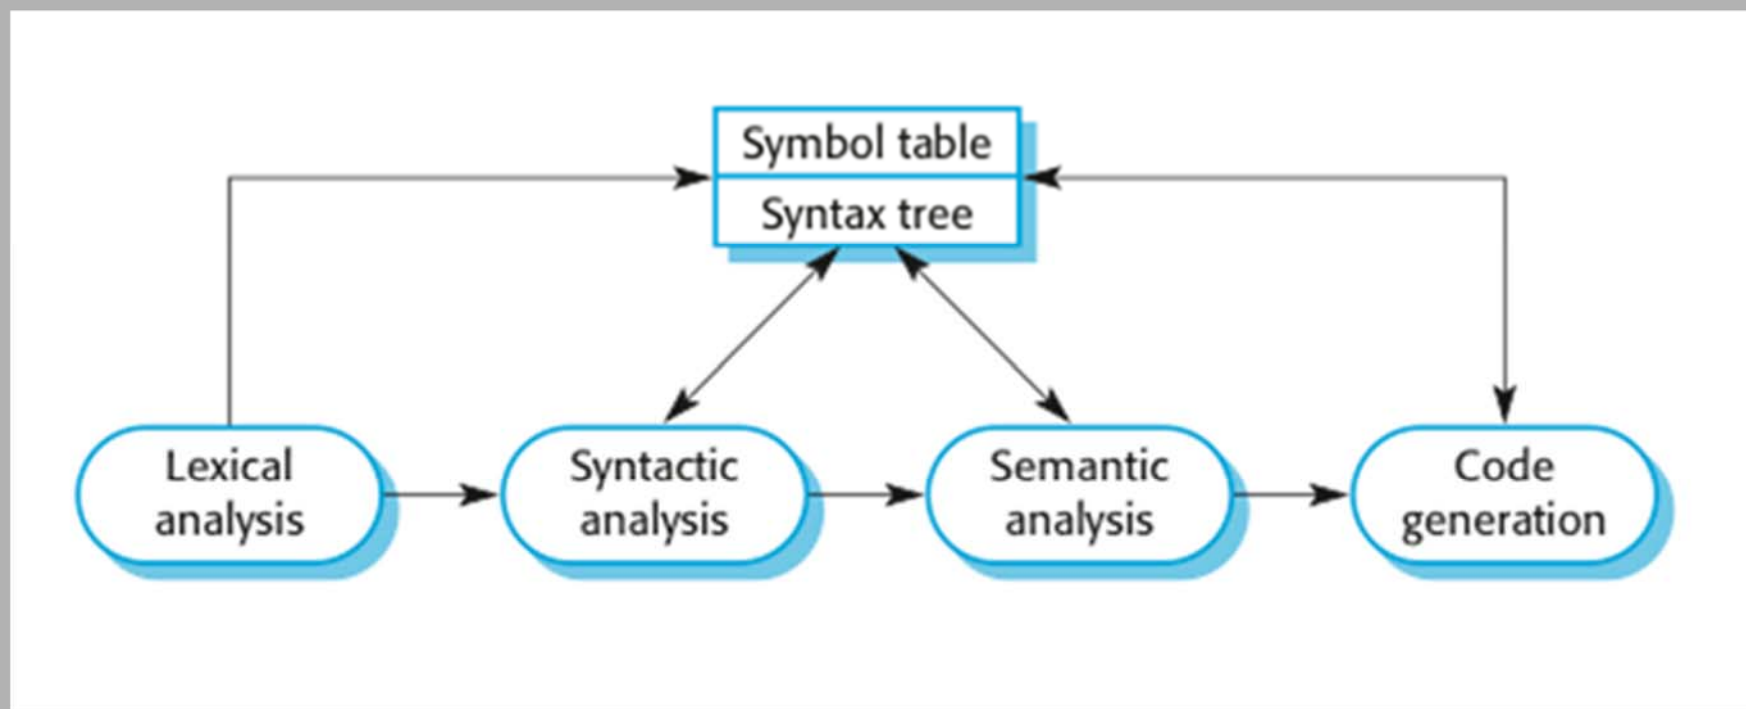 Symbol table
Syntax tree
Lexical
analysis
Syntactic
analysis
Semantic
analysis
Code
generation